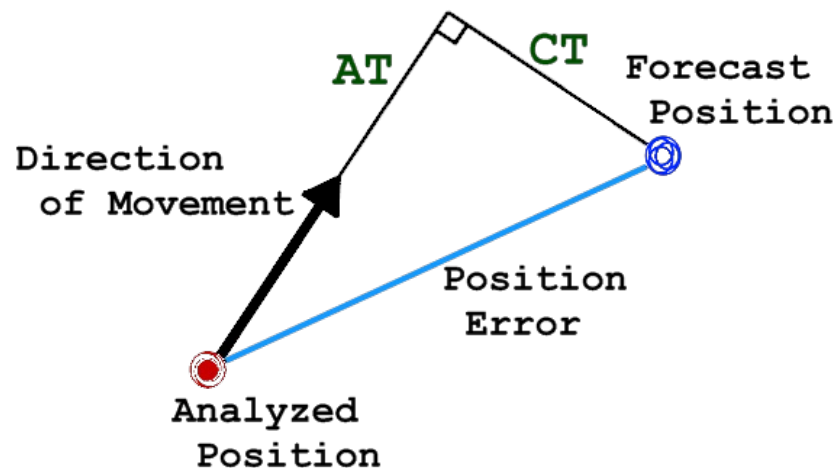 AT
CT
Forecast
Position
Direction
of Movement
Position
Error
Analyzed
Position